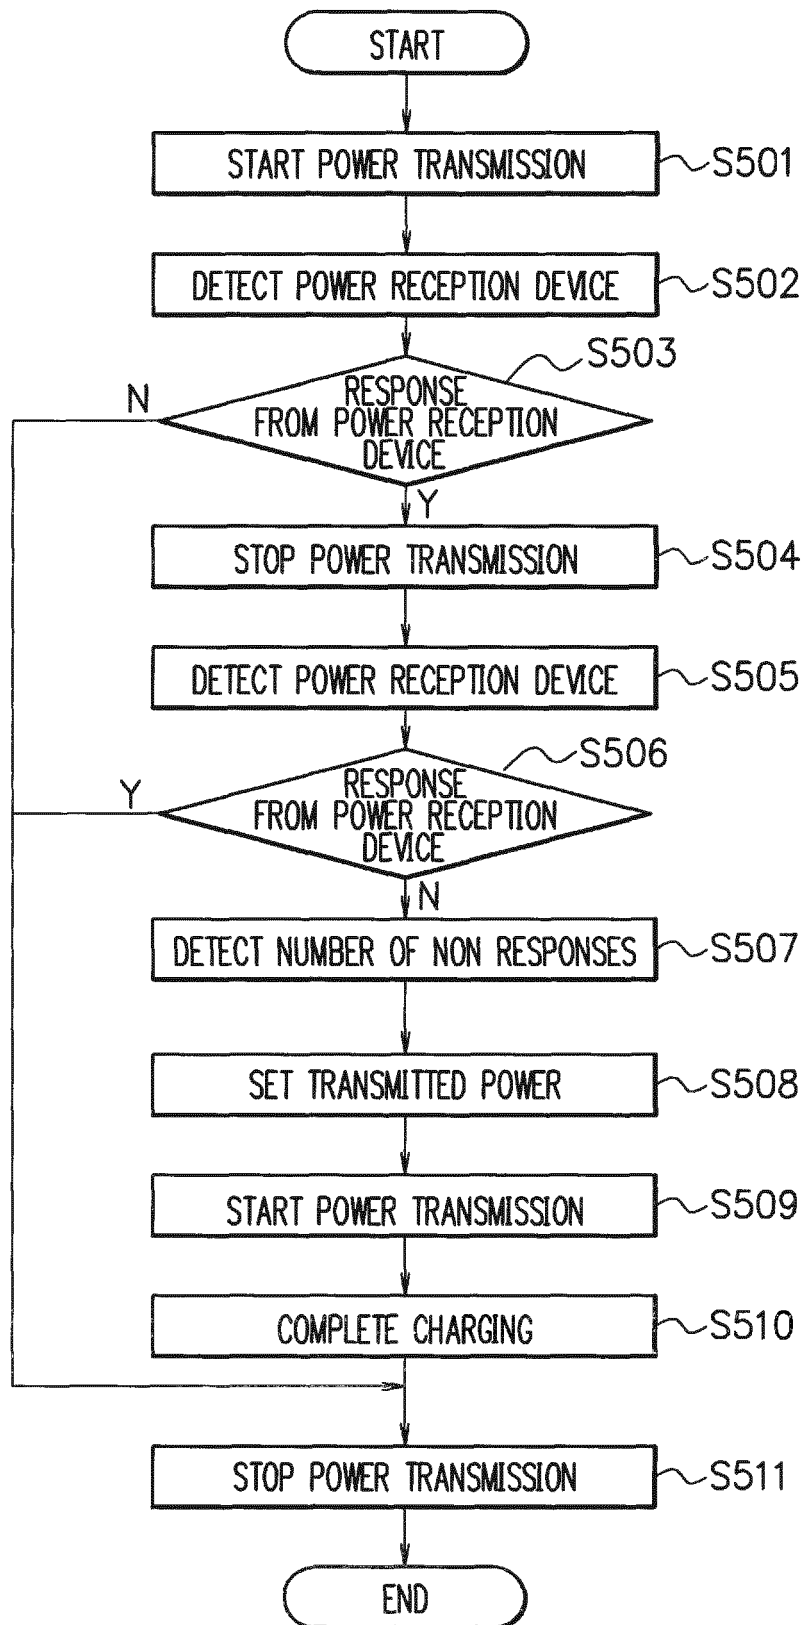 START
START POWER TRANSMISSION
S501
DETECT POWER RECEPTION DEVICE
S502
S503
N
RESPONSE
FROM POWER RECEPTION
DEVICE
Y
STOP POWER TRANSMISSION
S504
DETECT POWER RECEPTION DEVICE
S505
S506
Y
RESPONSE
FROM POWER RECEPTION
DEVICE
N
DETECT NUMBER OF NON RESPONSES
S507
SET TRANSMITTED POWER
S508
START POWER TRANSMISSION
S509
COMPLETE CHARGING
S510
STOP POWER TRANSMISSION
S511
END